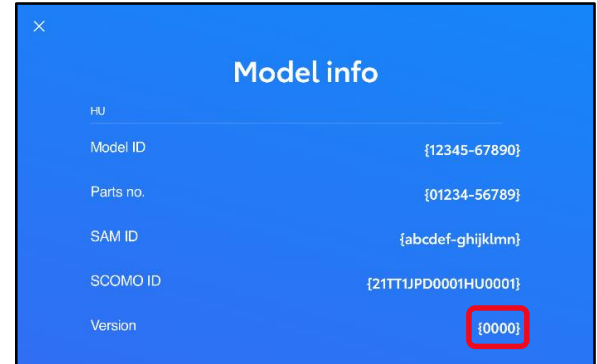 Model info
HU
Model ID {12345-67890}
Parts no. {01234-56789}
SAM ID {abcdef-ghijklmn}
SCOMO ID {21TT1JPD0001HU0001}
Version {0000}